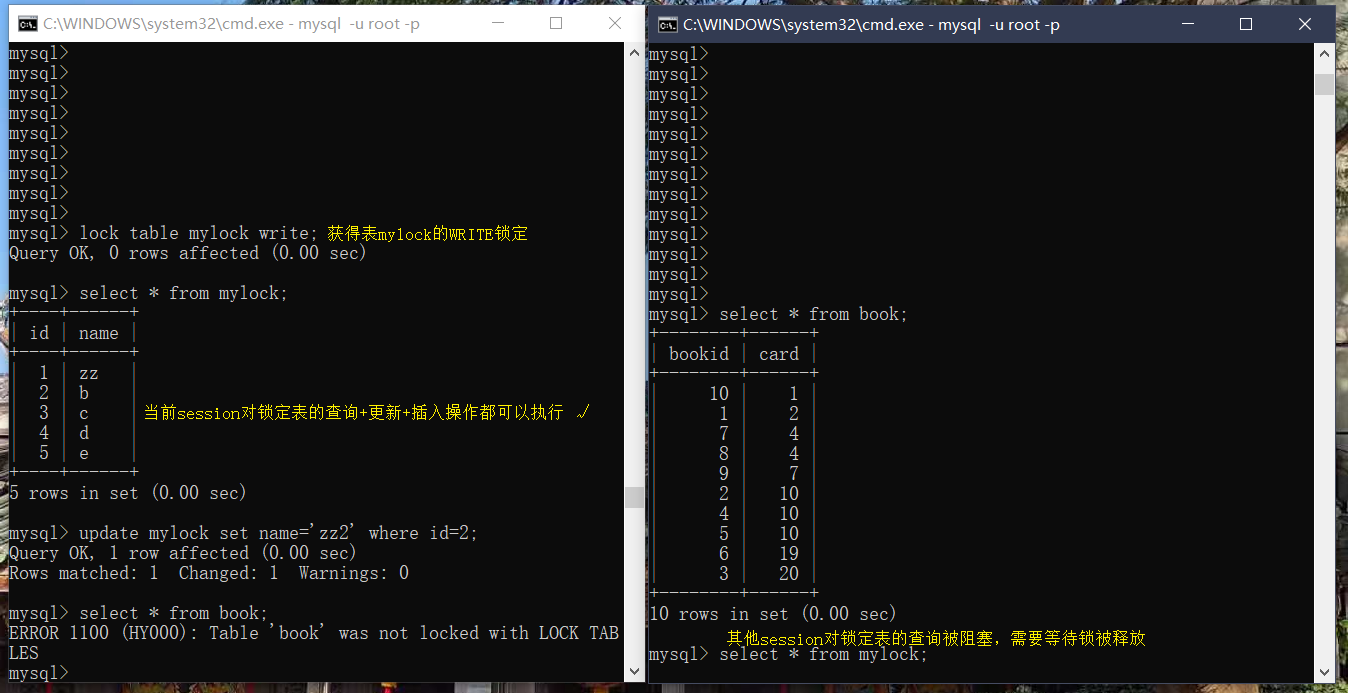 C:\WINDOWS\system32\cmd.exe - mysql  -u root -p
mysql>
mysql>
mysql>
mysql>
mysql>
mysql>
mysql>
mysql>
mysql>
mysql> lock table mylock write; 获得表mylock的WRITE锁定
Query OK, 0 rows affected (0.00 sec)
mysql> select * from mylock;
+----+------+
| id | name |
+----+------+
|  1 | zz   |
|  2 | b    |
|  3 | c    | 当前session对锁定表的查询+更新+插入操作都可以执行 √
|  4 | d    |
|  5 | e    |
+----+------+
5 rows in set (0.00 sec)
mysql> update mylock set name='zz2' where id=2;
Query OK, 1 row affected (0.00 sec)
Rows matched: 1  Changed: 1  Warnings: 0
mysql> select * from book;
ERROR 1100 (HY000): Table 'book' was not locked with LOCK TAB
LES
mysql>
C:\WINDOWS\system32\cmd.exe - mysql  -u root -p
mysql>
mysql>
mysql>
mysql>
mysql>
mysql>
mysql>
mysql>
mysql>
mysql>
mysql>
mysql>
mysql>
mysql> select * from book;
+--------+------+
| bookid | card |
+--------+------+
|     10 |    1 |
|      1 |    2 |
|      7 |    4 |
|      8 |    4 |
|      9 |    7 |
|      2 |   10 |
|      4 |   10 |
|      5 |   10 |
|      6 |   19 |
|      3 |   20 |
+--------+------+
10 rows in set (0.00 sec)
其他session对锁定表的查询被阻塞，需要等待锁被释放
mysql> select * from mylock;